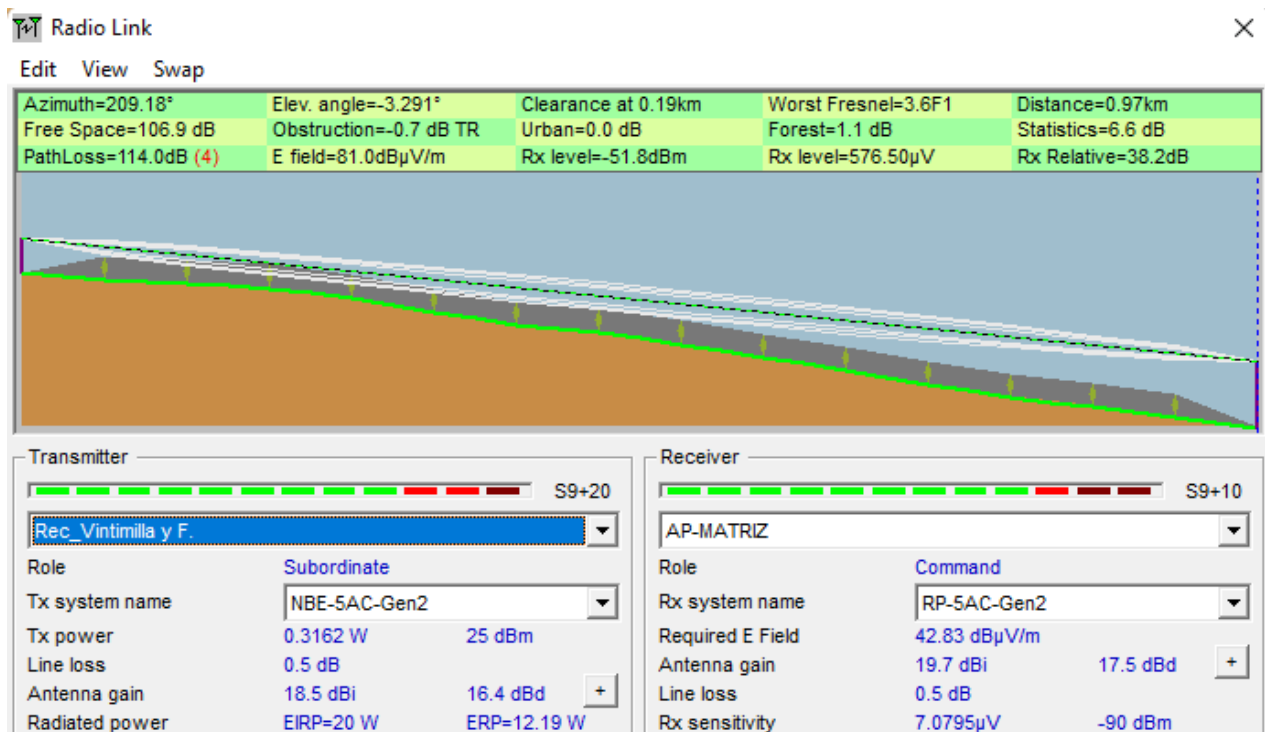 Radio Link
Edit View Swap
Azimuth=209.18° Elev. angle=-3.291° Clearance at 0.19km Worst Fresnel=3.6F1 Distance=0.97km
Free Space=106.9 dB Obstruction=-0.7 dB TR Urban=0.0 dB Forest=1.1 dB Statistics=6.6 dB
PathLoss=114.0dB (4) E field=81.0dBµV/m Rx level=-51.8dBm Rx level=576.50µV Rx Relative=38.2dB
Transmitter
S9+20
Rec_Vintimilla y F.
Role Subordinate
Tx system name NBE-5AC-Gen2
Tx power 0.3162 W 25 dBm
Line loss 0.5 dB
Antenna gain 18.5 dBi 16.4 dBd +
Radiated power EIRP=20 W ERP=12.19 W
Receiver
S9+10
AP-MATRIZ
Role Command
Rx system name RP-5AC-Gen2
Required E Field 42.83 dBµV/m
Antenna gain 19.7 dBi 17.5 dBd +
Line loss 0.5 dB
Rx sensitivity 7.0795µV -90 dBm